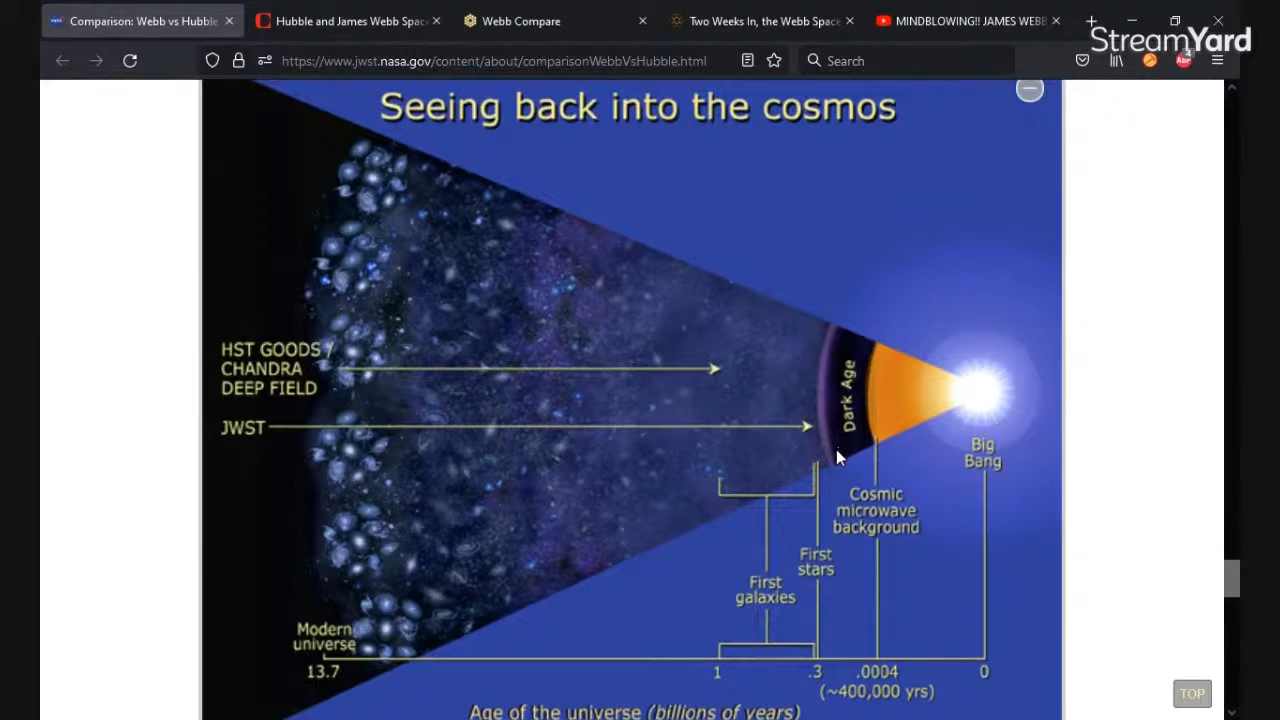 Comparison: Webb vs Hubble
Hubble and James Webb Spac
Webb Compare
Two Weeks In, the Webb Space
MINDBLOWING!! JAMES WEBB
StreamYard
https://www.jwst.nasa.gov/content/about/comparisonWebbVsHubble.html
Search
4
Seeing back into the cosmos
HST GOODS /
CHANDRA
DEEP FIELD
JWST
Dark Age
Big
Bang
Cosmic
microwave
background
First
stars
First
galaxies
Modern
universe
13.7
1
.3
.0004
0
(~400,000 yrs)
TOP
Age of the universe (billions of years)